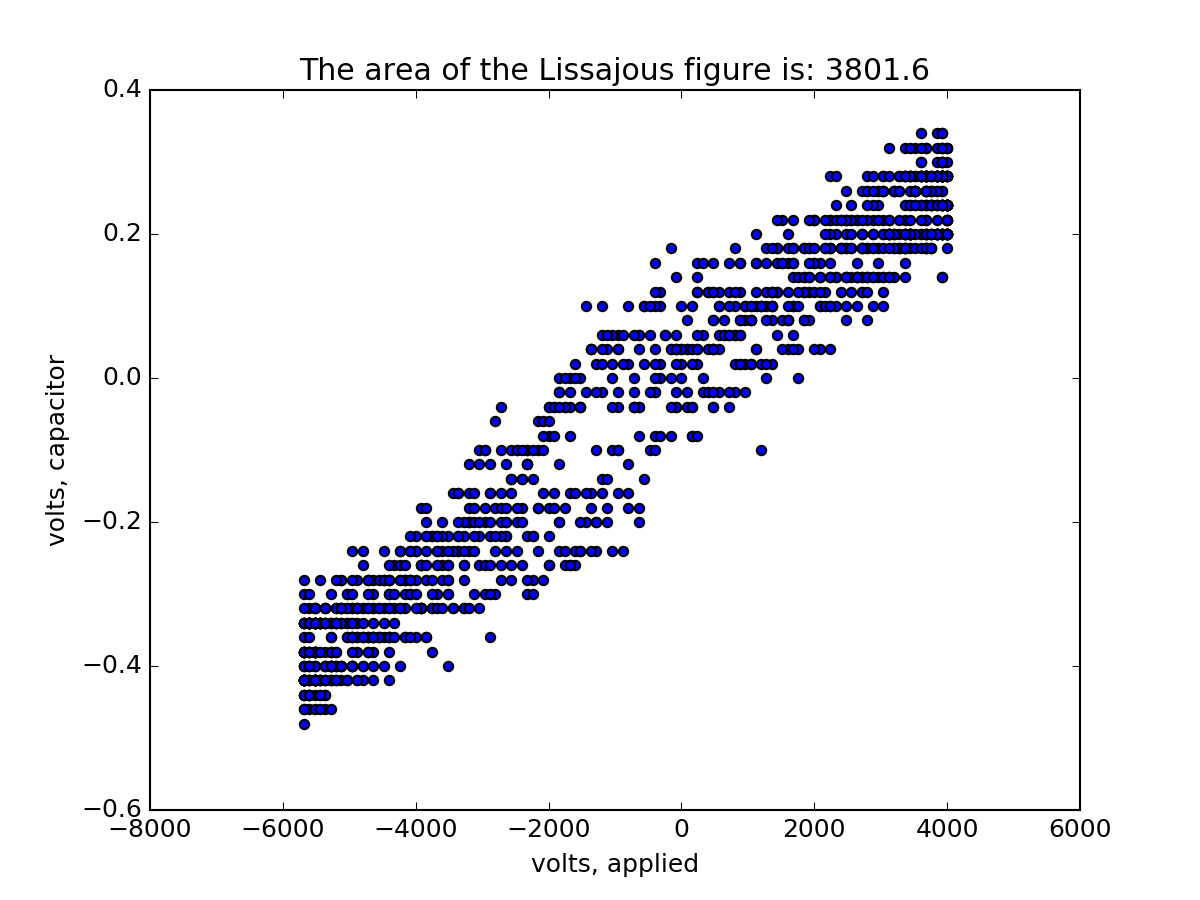 The area of the Lissajous figure is: 3801.6
0.4
0.2
0.0
−0.2
−0.4
−0.6
volts, capacitor
−8000 −6000 −4000 −2000 0 2000 4000 6000
volts, applied